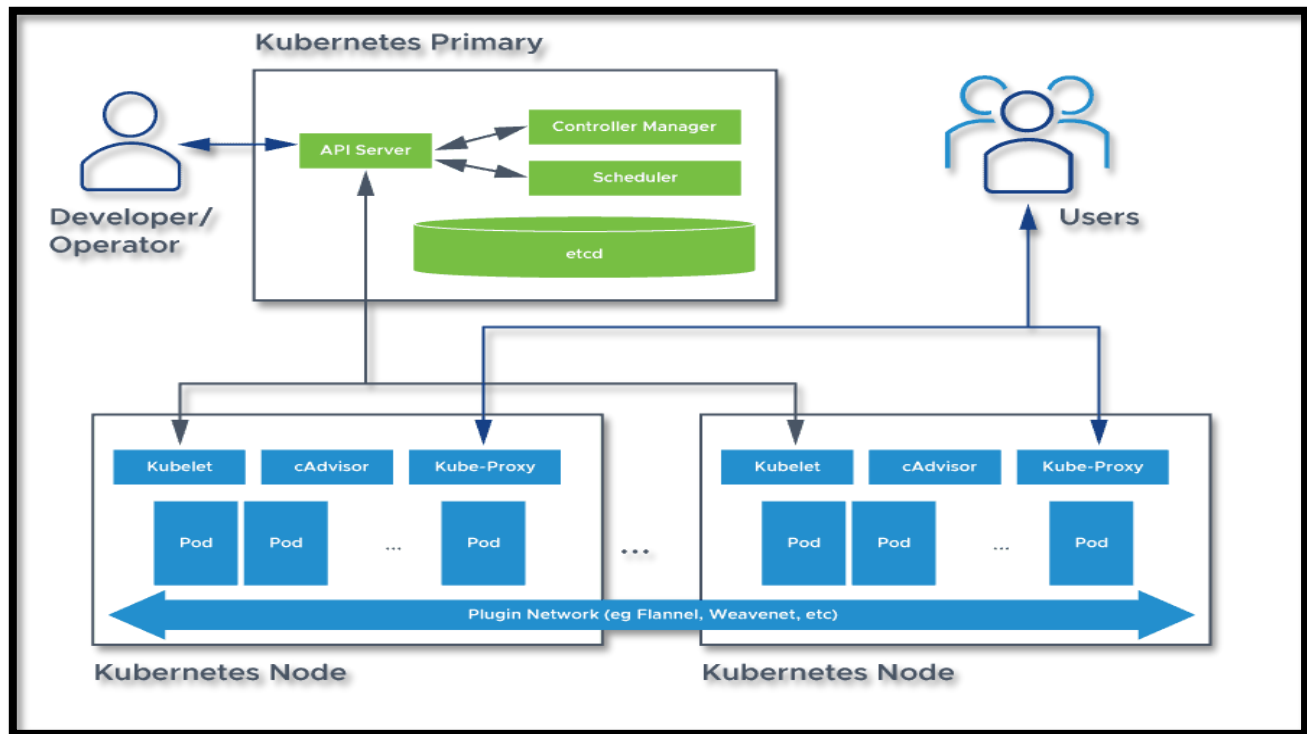 Kubernetes Primary
API Server
Controller Manager
Scheduler
etcd
Developer/
Operator
Users
Kubelet
cAdvisor
Kube-Proxy
Pod
Pod
...
Pod
...
Kubelet
cAdvisor
Kube-Proxy
Pod
Pod
...
Pod
Plugin Network (eg Flannel, Weavenet, etc)
Kubernetes Node
Kubernetes Node